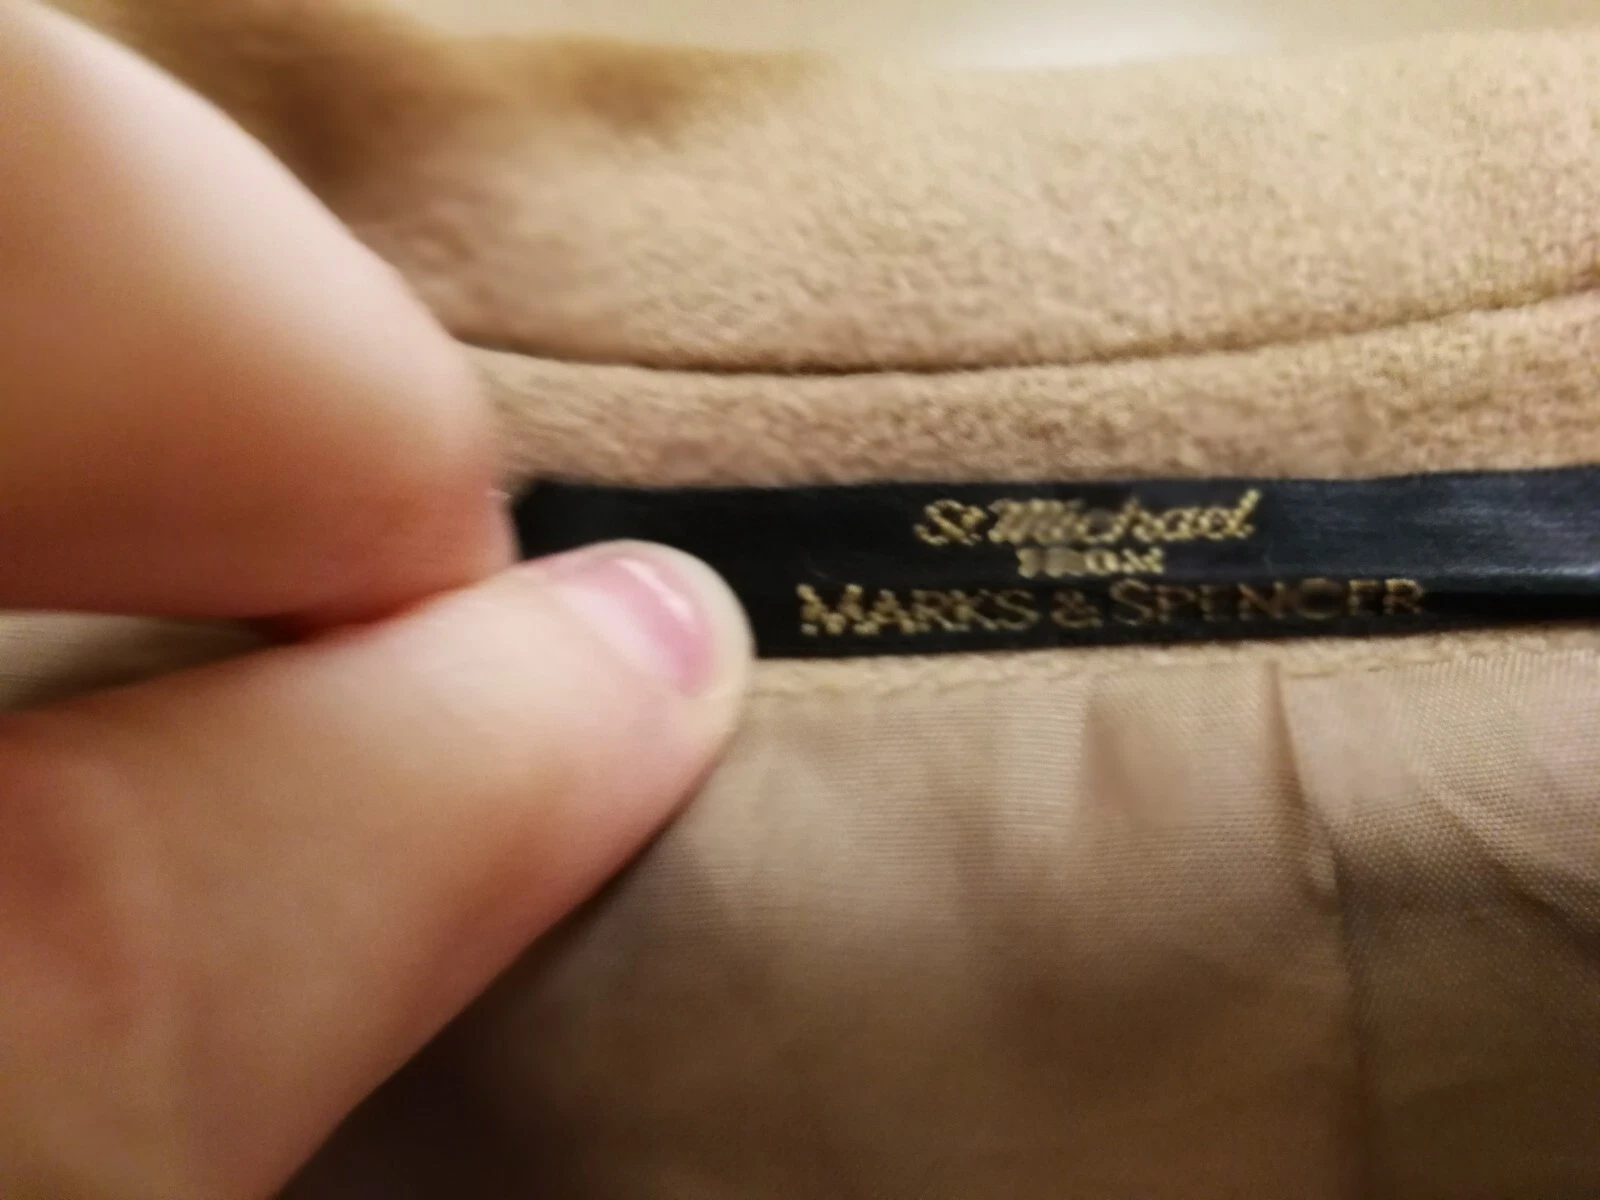 St Michael
FROM
MARKS & SPENCER